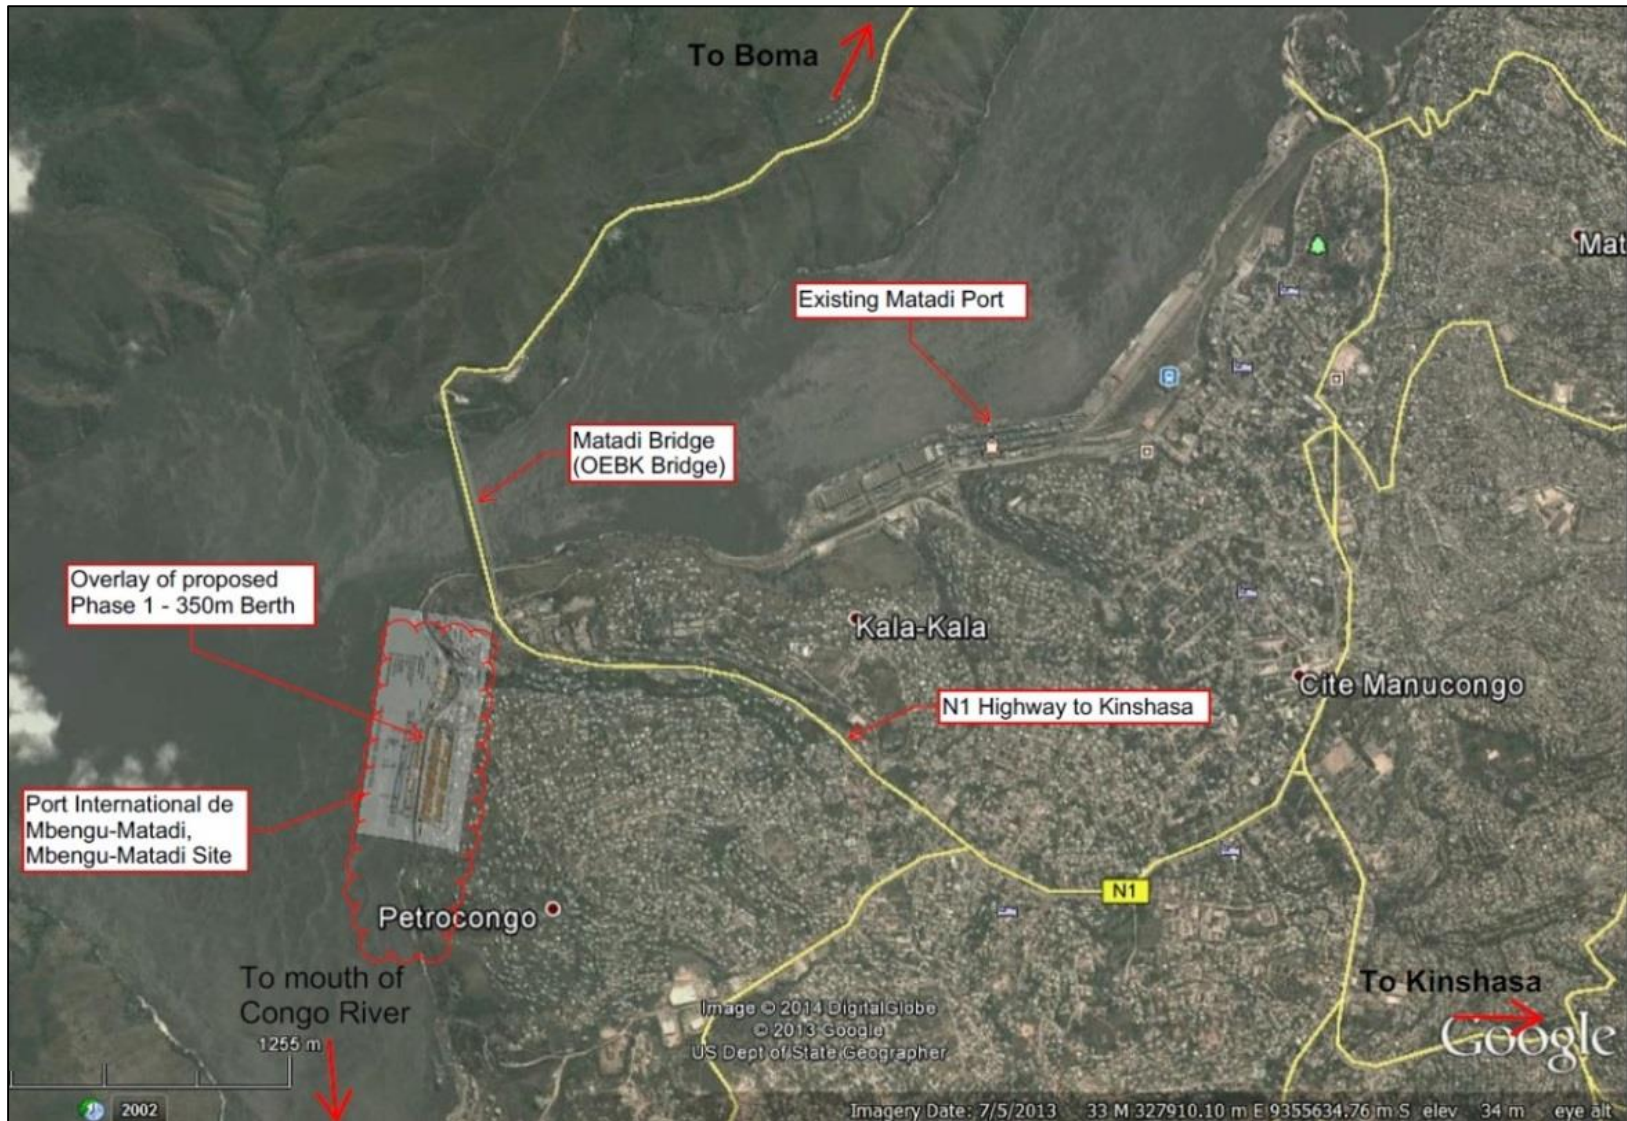 To Boma
Mat
Existing Matadi Port
Matadi Bridge
(OEBK Bridge)
Overlay of proposed
Phase 1 - 350m Berth
Kala-Kala
Cite Manucongo
N1 Highway to Kinshasa
Port International de
Mbengu-Matadi,
Mbengu-Matadi Site
N1
Petrocongo
To mouth of
Congo River
To Kinshasa
Image © 2014 DigitalGlobe
© 2013 Google
US Dept of State Geographer
Google
1255 m
2002
Imagery Date: 7/5/2013 33 M 327910.10 m E 9355634.76 m S elev 34 m eye alt